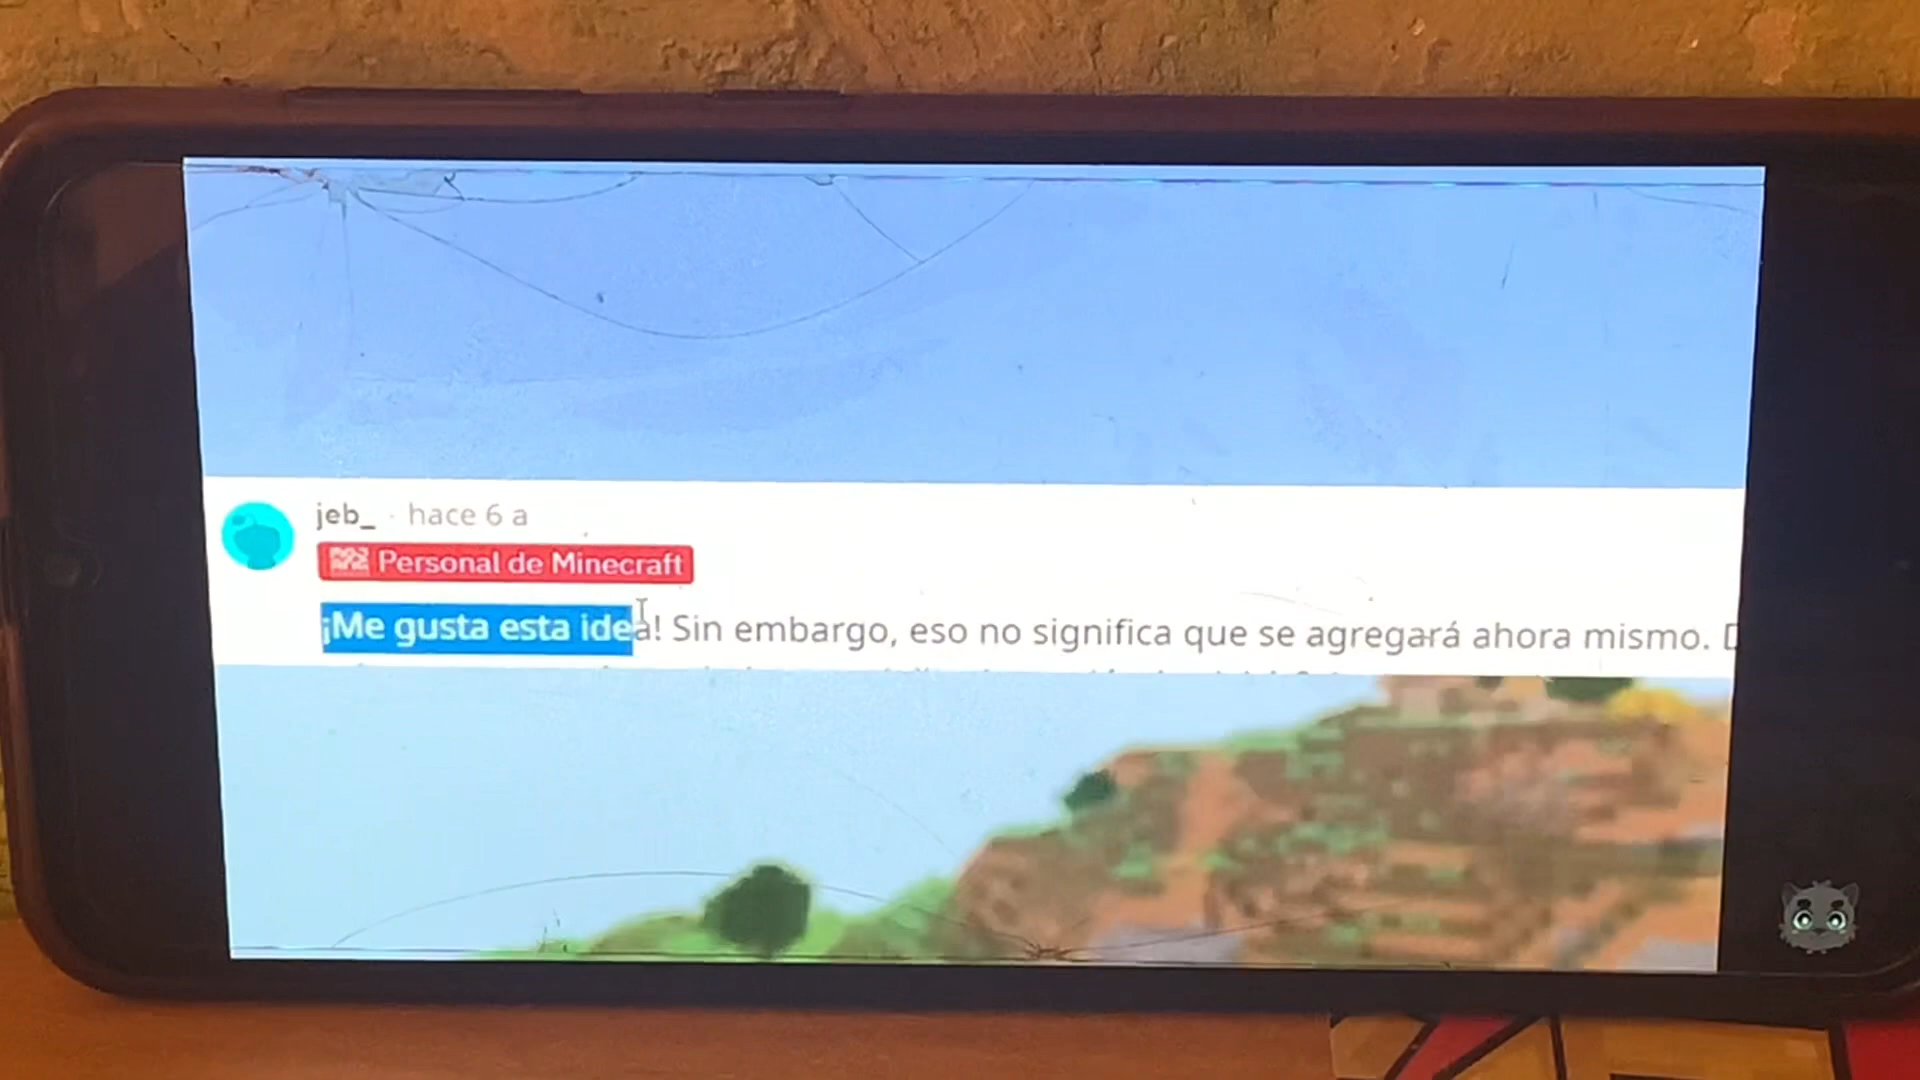 jeb_ · hace 6 a
Personal de Minecraft
¡Me gusta esta idea! Sin embargo, eso no significa que se agregará ahora mismo.